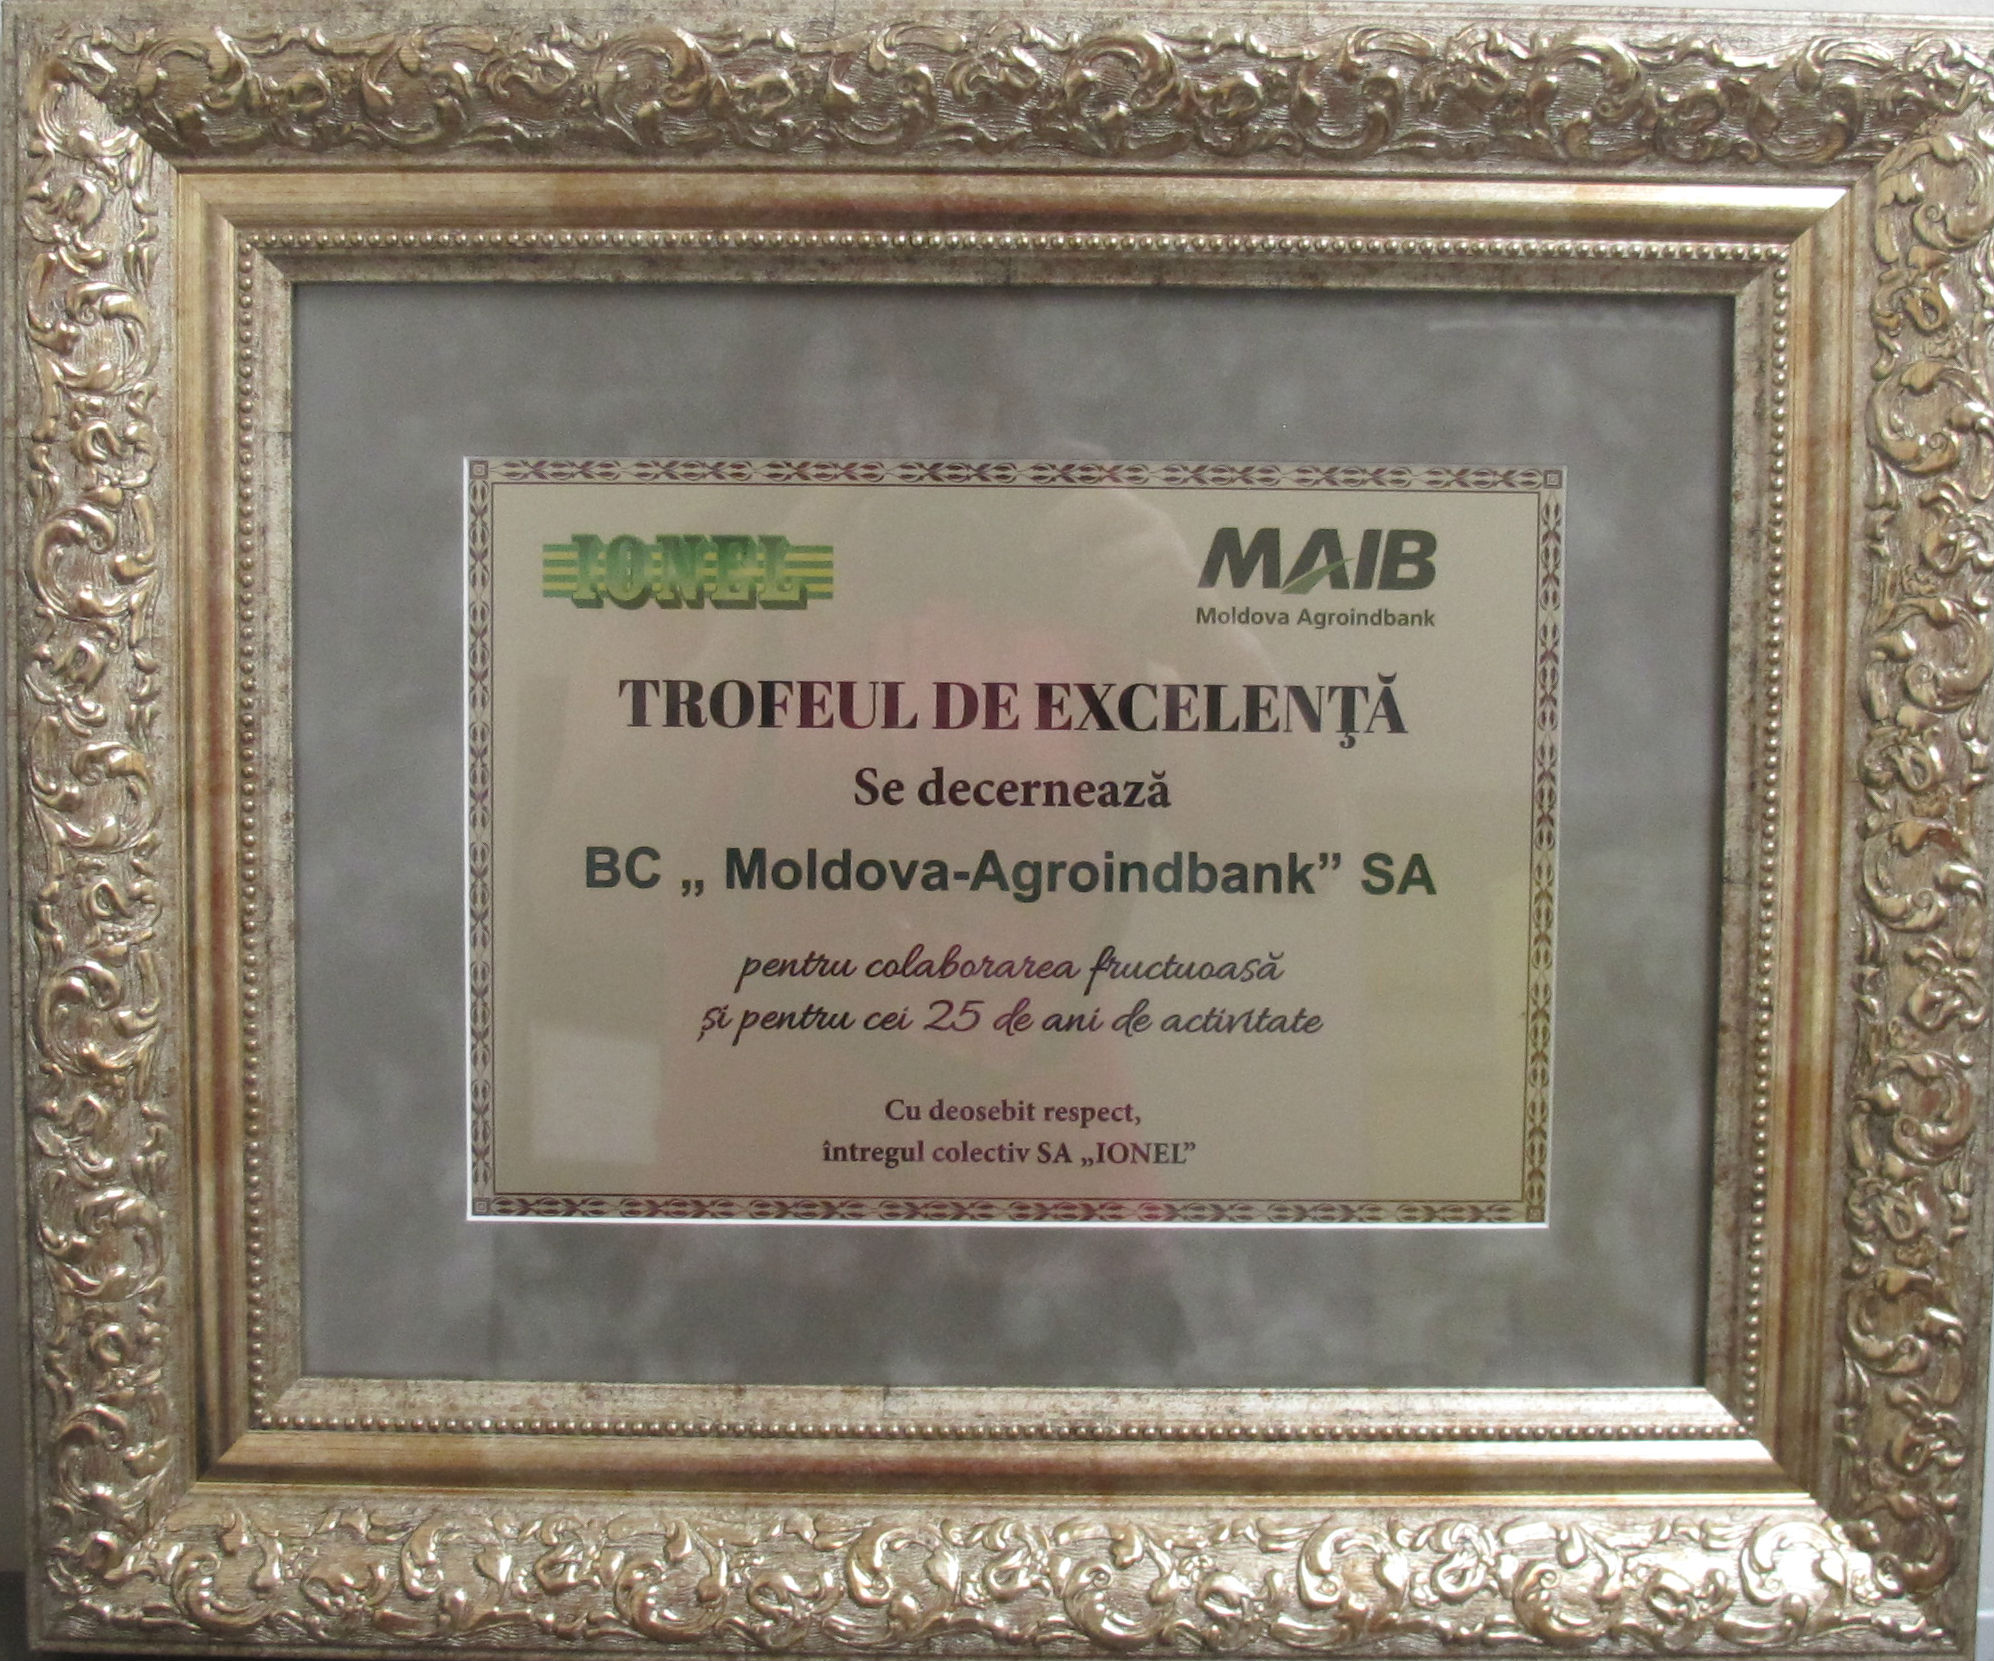 IONEL
MAIB
Moldova Agroindbank
TROFEUL DE EXCELENŢĂ
Se decernează
BC „ Moldova-Agroindbank” SA
pentru colaborarea fructuoasă
și pentru cei 25 de ani de activitate
Cu deosebit respect,
întregul colectiv SA „IONEL”